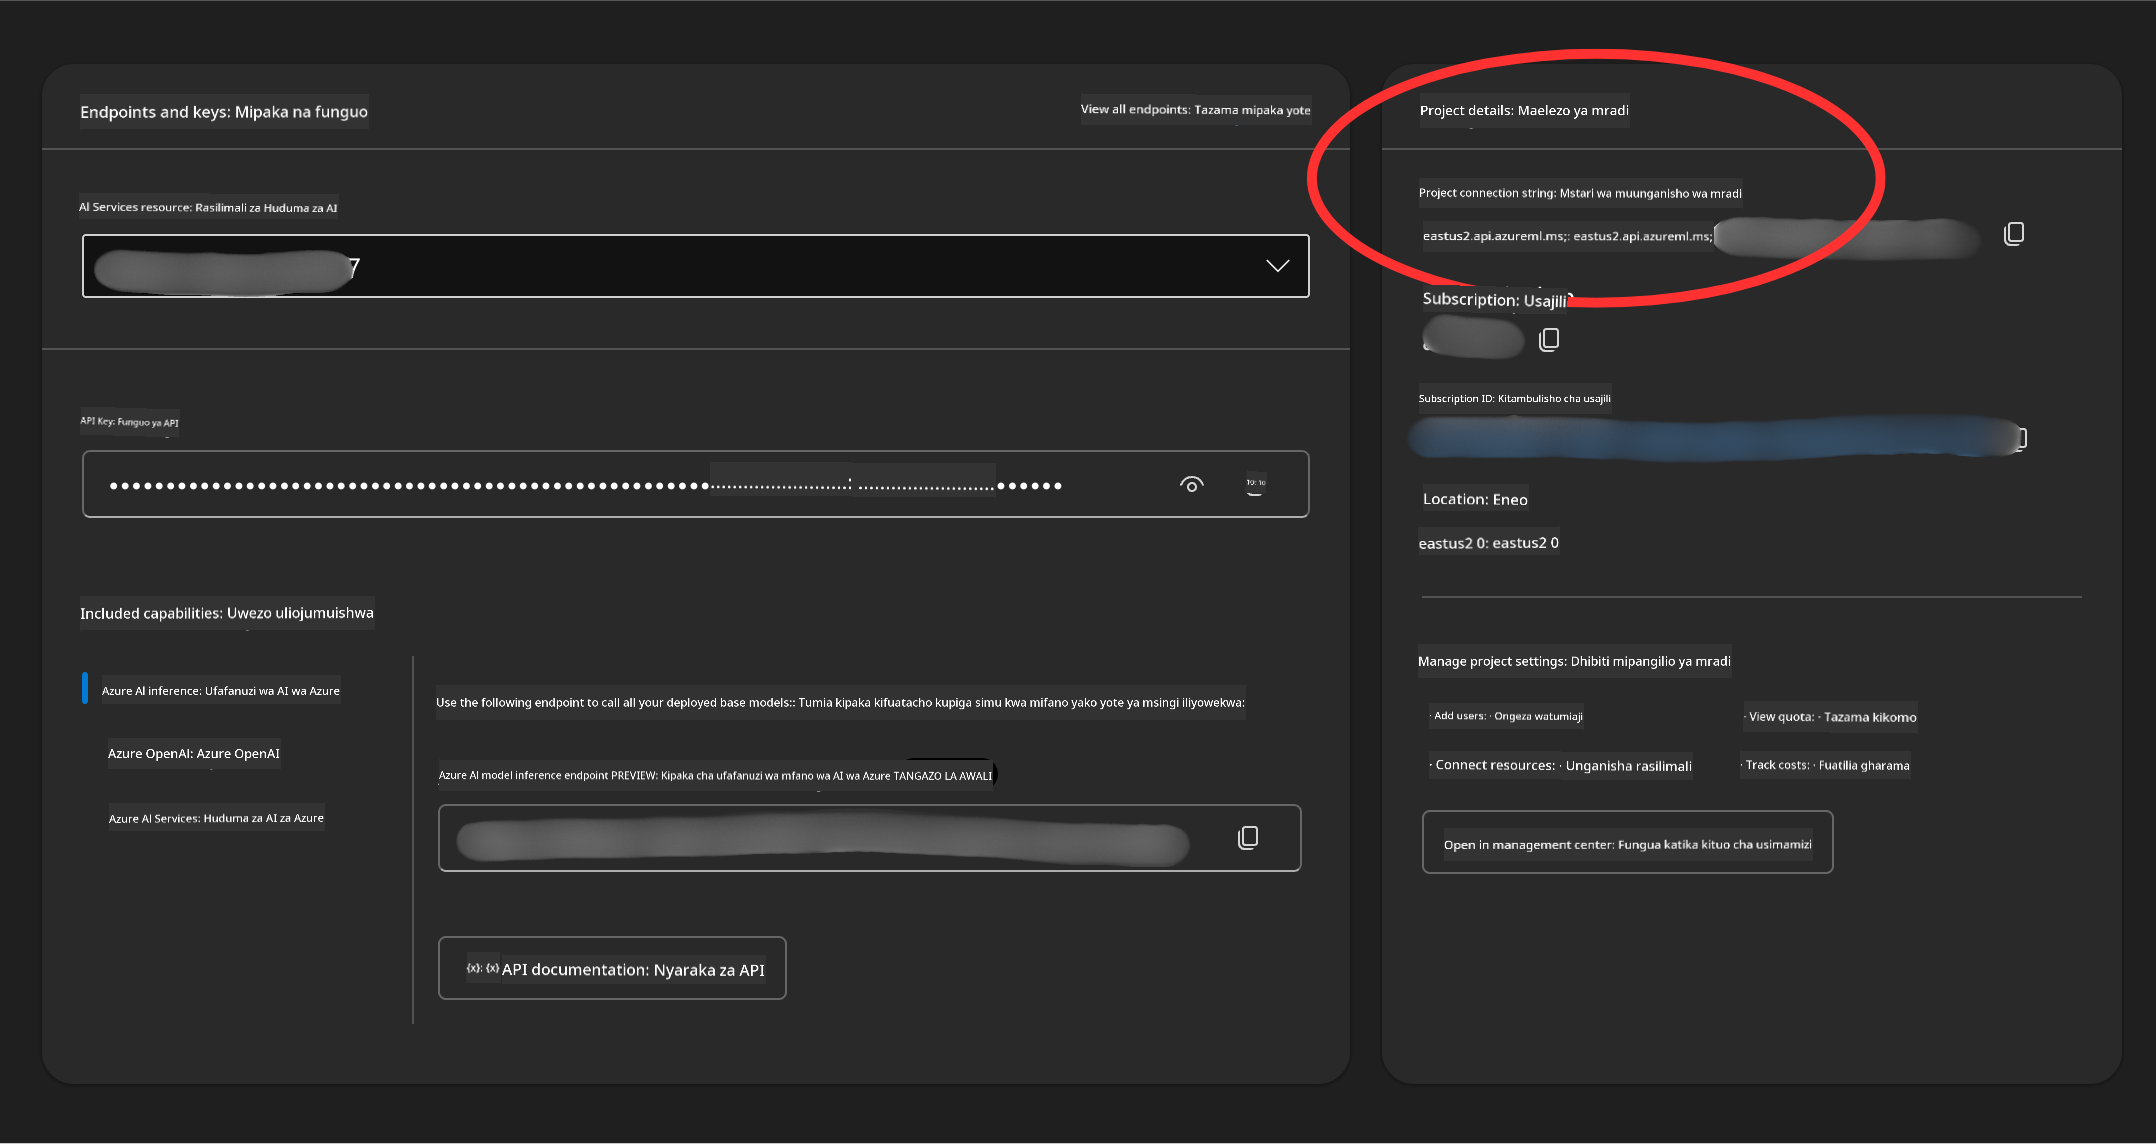 Endpoints and keys: Mipaka na funguo
View all endpoints: Tazama mipaka yote
AI Services resource: Rasilimali za Huduma za AI
7
API Key: Funguo ya API
Included capabilities: Uwezo uliojumuishwa
Azure AI inference: Ufafanuzi wa AI wa Azure
Azure OpenAI: Azure OpenAI
Azure AI Services: Huduma za AI za Azure
Use the following endpoint to call all your deployed base models:: Tumia kipaka kifuatacho kupiga simu kwa mifano yako yote ya msingi iliyowekwa:
Azure AI model inference endpoint PREVIEW: Kipaka cha ufafanuzi wa mfano wa AI wa Azure TANGAZO LA AWALI
{x}: {x} API documentation: Nyaraka za API
Project details: Maelezo ya mradi
Project connection string: Mstari wa muunganisho wa mradi
eastus2.api.azureml.ms;: eastus2.api.azureml.ms;
Subscription: Usajili
Subscription ID: Kitambulisho cha usajili
Location: Eneo
eastus2 0: eastus2 0
Manage project settings: Dhibiti mipangilio ya mradi
· Add users: · Ongeza watumiaji
· View quota: · Tazama kikomo
· Connect resources: · Unganisha rasilimali
· Track costs: · Fuatilia gharama
Open in management center: Fungua katika kituo cha usimamizi